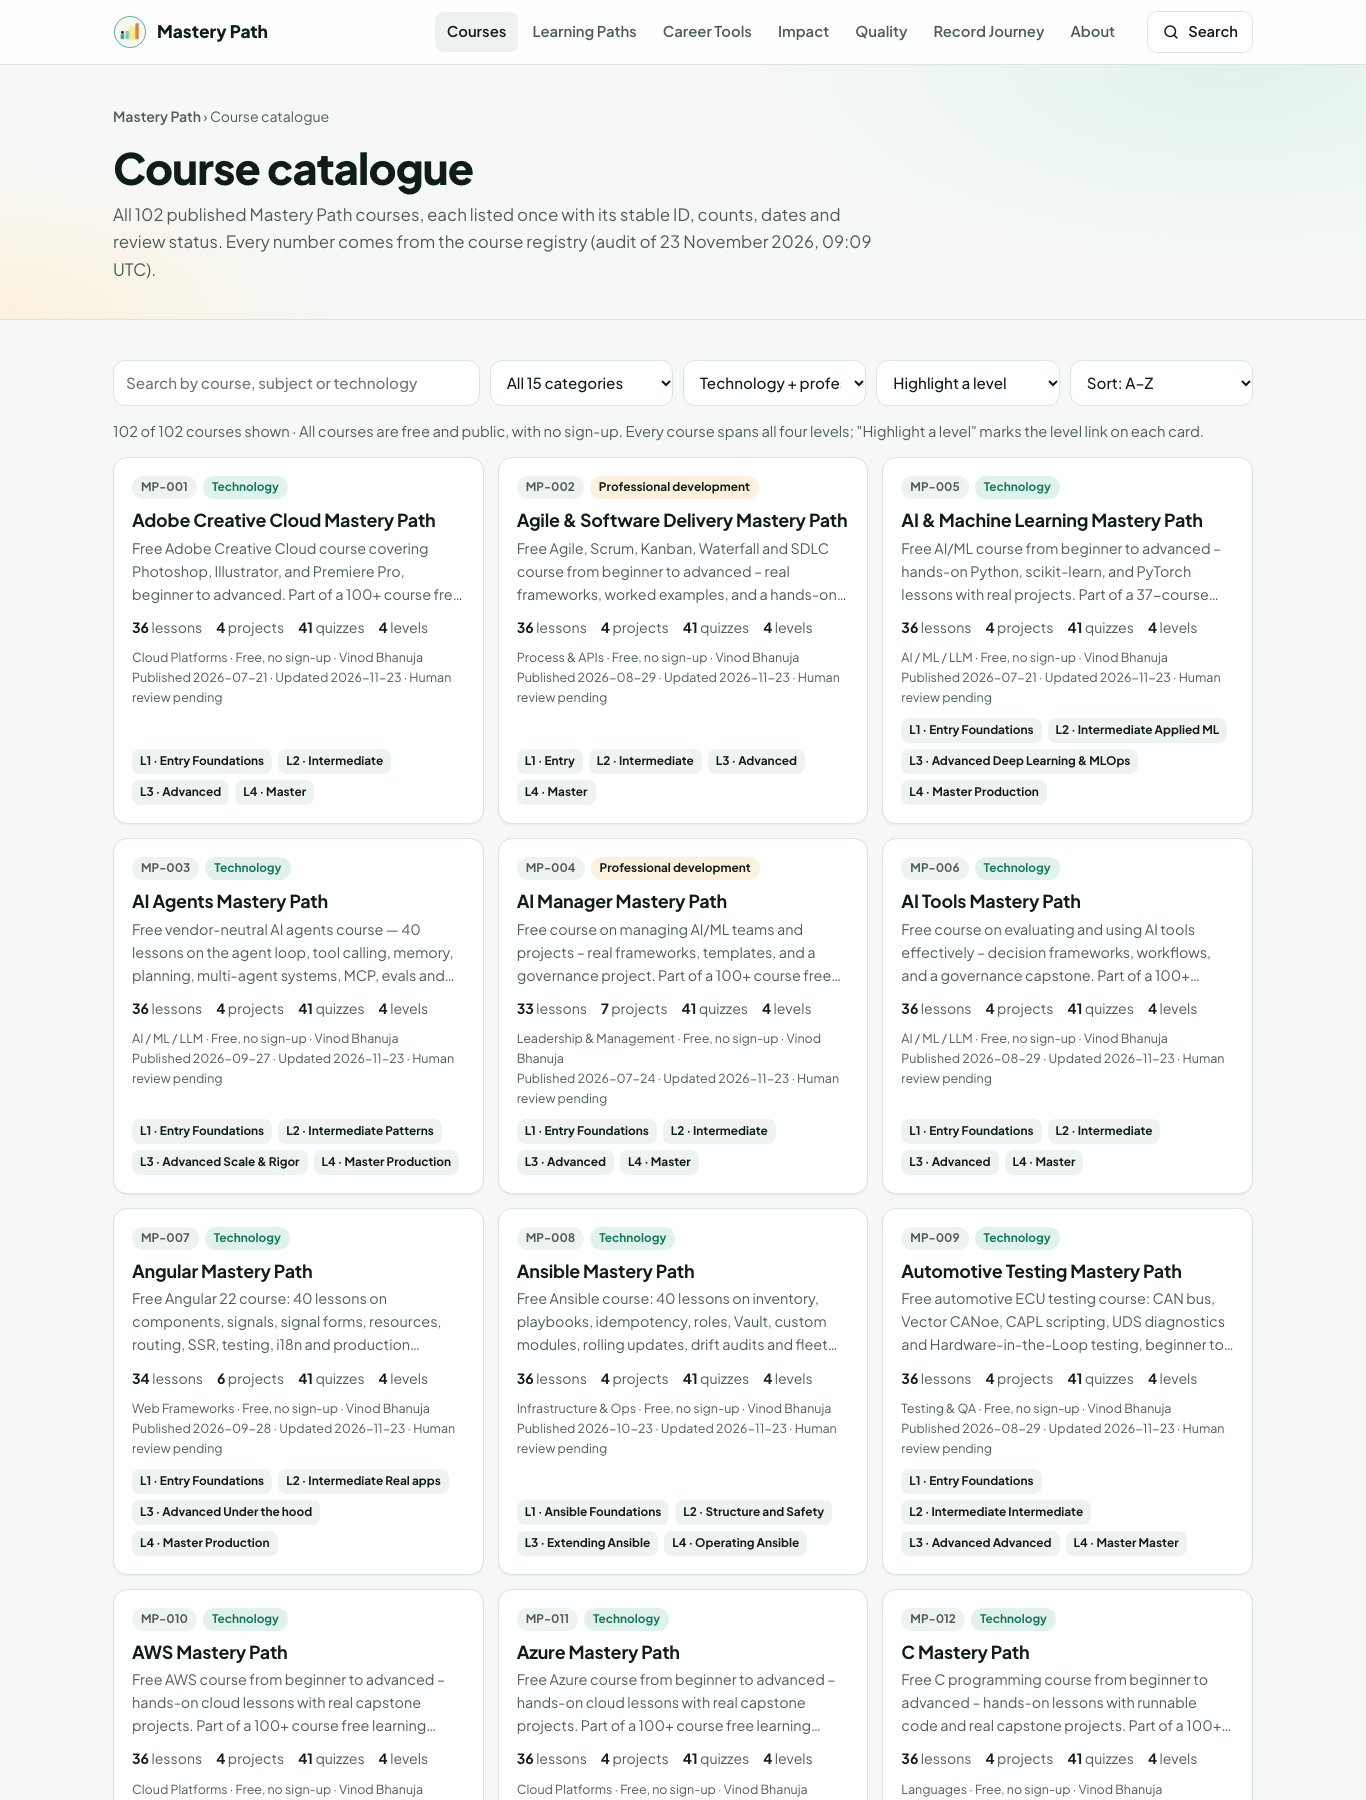 Mastery Path
Courses
Learning Paths
Career Tools
Impact
Quality
Record Journey
About
Search
Mastery Path › Course catalogue
Course catalogue
All 102 published Mastery Path courses, each listed once with its stable ID, counts, dates and
review status. Every number comes from the course registry (audit of 23 November 2026, 09:09
UTC).
Search by course, subject or technology
All 15 categories
Technology + profes
Highlight a level
Sort: A–Z
102 of 102 courses shown · All courses are free and public, with no sign-up. Every course spans all four levels; "Highlight a level" marks the level link on each card.
MP-001 Technology
Adobe Creative Cloud Mastery Path
Free Adobe Creative Cloud course covering
Photoshop, Illustrator, and Premiere Pro,
beginner to advanced. Part of a 100+ course fre…
36 lessons 4 projects 41 quizzes 4 levels
Cloud Platforms · Free, no sign-up · Vinod Bhanuja
Published 2026-07-21 · Updated 2026-11-23 · Human
review pending
L1 · Entry Foundations L2 · Intermediate
L3 · Advanced L4 · Master
MP-002 Professional development
Agile & Software Delivery Mastery Path
Free Agile, Scrum, Kanban, Waterfall and SDLC
course from beginner to advanced – real
frameworks, worked examples, and a hands-on…
36 lessons 4 projects 41 quizzes 4 levels
Process & APIs · Free, no sign-up · Vinod Bhanuja
Published 2026-08-29 · Updated 2026-11-23 · Human
review pending
L1 · Entry L2 · Intermediate L3 · Advanced
L4 · Master
MP-005 Technology
AI & Machine Learning Mastery Path
Free AI/ML course from beginner to advanced –
hands-on Python, scikit-learn, and PyTorch
lessons with real projects. Part of a 37-course…
36 lessons 4 projects 41 quizzes 4 levels
AI / ML / LLM · Free, no sign-up · Vinod Bhanuja
Published 2026-07-21 · Updated 2026-11-23 · Human
review pending
L1 · Entry Foundations L2 · Intermediate Applied ML
L3 · Advanced Deep Learning & MLOps
L4 · Master Production
MP-003 Technology
AI Agents Mastery Path
Free vendor-neutral AI agents course — 40
lessons on the agent loop, tool calling, memory,
planning, multi-agent systems, MCP, evals and…
36 lessons 4 projects 41 quizzes 4 levels
AI / ML / LLM · Free, no sign-up · Vinod Bhanuja
Published 2026-09-27 · Updated 2026-11-23 · Human
review pending
L1 · Entry Foundations L2 · Intermediate Patterns
L3 · Advanced Scale & Rigor L4 · Master Production
MP-004 Professional development
AI Manager Mastery Path
Free course on managing AI/ML teams and
projects – real frameworks, templates, and a
governance project. Part of a 100+ course free…
33 lessons 7 projects 41 quizzes 4 levels
Leadership & Management · Free, no sign-up · Vinod
Bhanuja
Published 2026-07-24 · Updated 2026-11-23 · Human
review pending
L1 · Entry Foundations L2 · Intermediate
L3 · Advanced L4 · Master
MP-006 Technology
AI Tools Mastery Path
Free course on evaluating and using AI tools
effectively – decision frameworks, workflows,
and a governance capstone. Part of a 100+…
36 lessons 4 projects 41 quizzes 4 levels
AI / ML / LLM · Free, no sign-up · Vinod Bhanuja
Published 2026-08-29 · Updated 2026-11-23 · Human
review pending
L1 · Entry Foundations L2 · Intermediate
L3 · Advanced L4 · Master
MP-007 Technology
Angular Mastery Path
Free Angular 22 course: 40 lessons on
components, signals, signal forms, resources,
routing, SSR, testing, i18n and production…
34 lessons 6 projects 41 quizzes 4 levels
Web Frameworks · Free, no sign-up · Vinod Bhanuja
Published 2026-09-28 · Updated 2026-11-23 · Human
review pending
L1 · Entry Foundations L2 · Intermediate Real apps
L3 · Advanced Under the hood
L4 · Master Production
MP-008 Technology
Ansible Mastery Path
Free Ansible course: 40 lessons on inventory,
playbooks, idempotency, roles, Vault, custom
modules, rolling updates, drift audits and fleet…
36 lessons 4 projects 41 quizzes 4 levels
Infrastructure & Ops · Free, no sign-up · Vinod Bhanuja
Published 2026-10-23 · Updated 2026-11-23 · Human
review pending
L1 · Ansible Foundations L2 · Structure and Safety
L3 · Extending Ansible L4 · Operating Ansible
MP-009 Technology
Automotive Testing Mastery Path
Free automotive ECU testing course: CAN bus,
Vector CANoe, CAPL scripting, UDS diagnostics
and Hardware-in-the-Loop testing, beginner to…
36 lessons 4 projects 41 quizzes 4 levels
Testing & QA · Free, no sign-up · Vinod Bhanuja
Published 2026-08-29 · Updated 2026-11-23 · Human
review pending
L1 · Entry Foundations
L2 · Intermediate Intermediate
L3 · Advanced Advanced L4 · Master Master
MP-010 Technology
AWS Mastery Path
Free AWS course from beginner to advanced –
hands-on cloud lessons with real capstone
projects. Part of a 100+ course free learning…
36 lessons 4 projects 41 quizzes 4 levels
Cloud Platforms · Free, no sign-up · Vinod Bhanuja
MP-011 Technology
Azure Mastery Path
Free Azure course from beginner to advanced –
hands-on cloud lessons with real capstone
projects. Part of a 100+ course free learning…
36 lessons 4 projects 41 quizzes 4 levels
Cloud Platforms · Free, no sign-up · Vinod Bhanuja
MP-012 Technology
C Mastery Path
Free C programming course from beginner to
advanced – hands-on lessons with runnable
code and real capstone projects. Part of a 100+…
36 lessons 4 projects 41 quizzes 4 levels
Languages · Free, no sign-up · Vinod Bhanuja